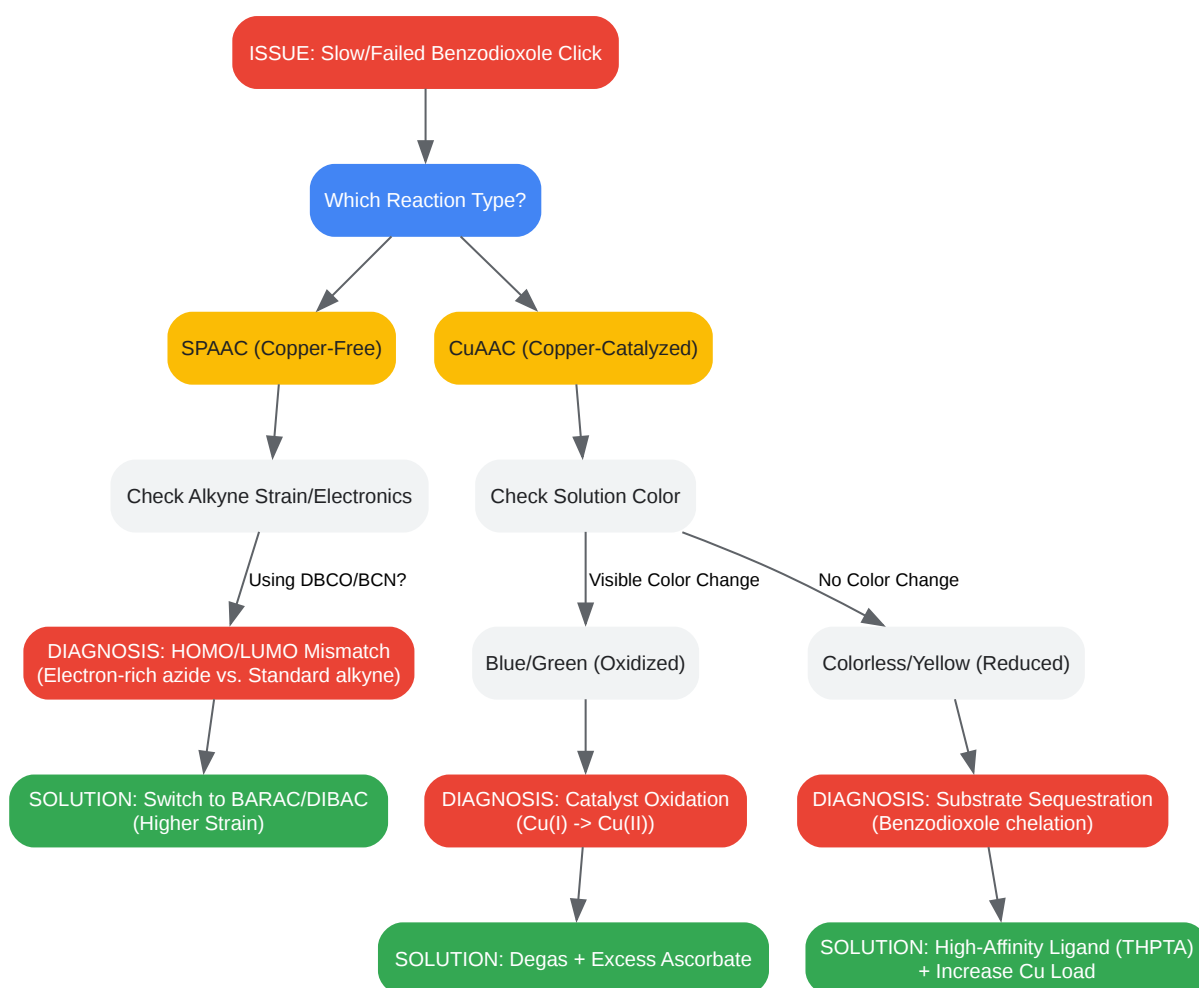 ISSUE: Slow/Failed Benzodioxole Click
Which Reaction Type?
SPAAC (Copper-Free)
CuAAC (Copper-Catalyzed)
Check Alkyne Strain/Electronics
Check Solution Color
Using DBCO/BCN?
Visible Color Change
No Color Change
DIAGNOSIS: HOMO/LUMO Mismatch
(Electron-rich azide vs. Standard alkyne)
Blue/Green (Oxidized)
Colorless/Yellow (Reduced)
SOLUTION: Switch to BARAC/DIBAC
(Higher Strain)
DIAGNOSIS: Catalyst Oxidation
(Cu(I) -> Cu(II))
DIAGNOSIS: Substrate Sequestration
(Benzodioxole chelation)
SOLUTION: Degas + Excess Ascorbate
SOLUTION: High-Affinity Ligand (THPTA)
+ Increase Cu Load